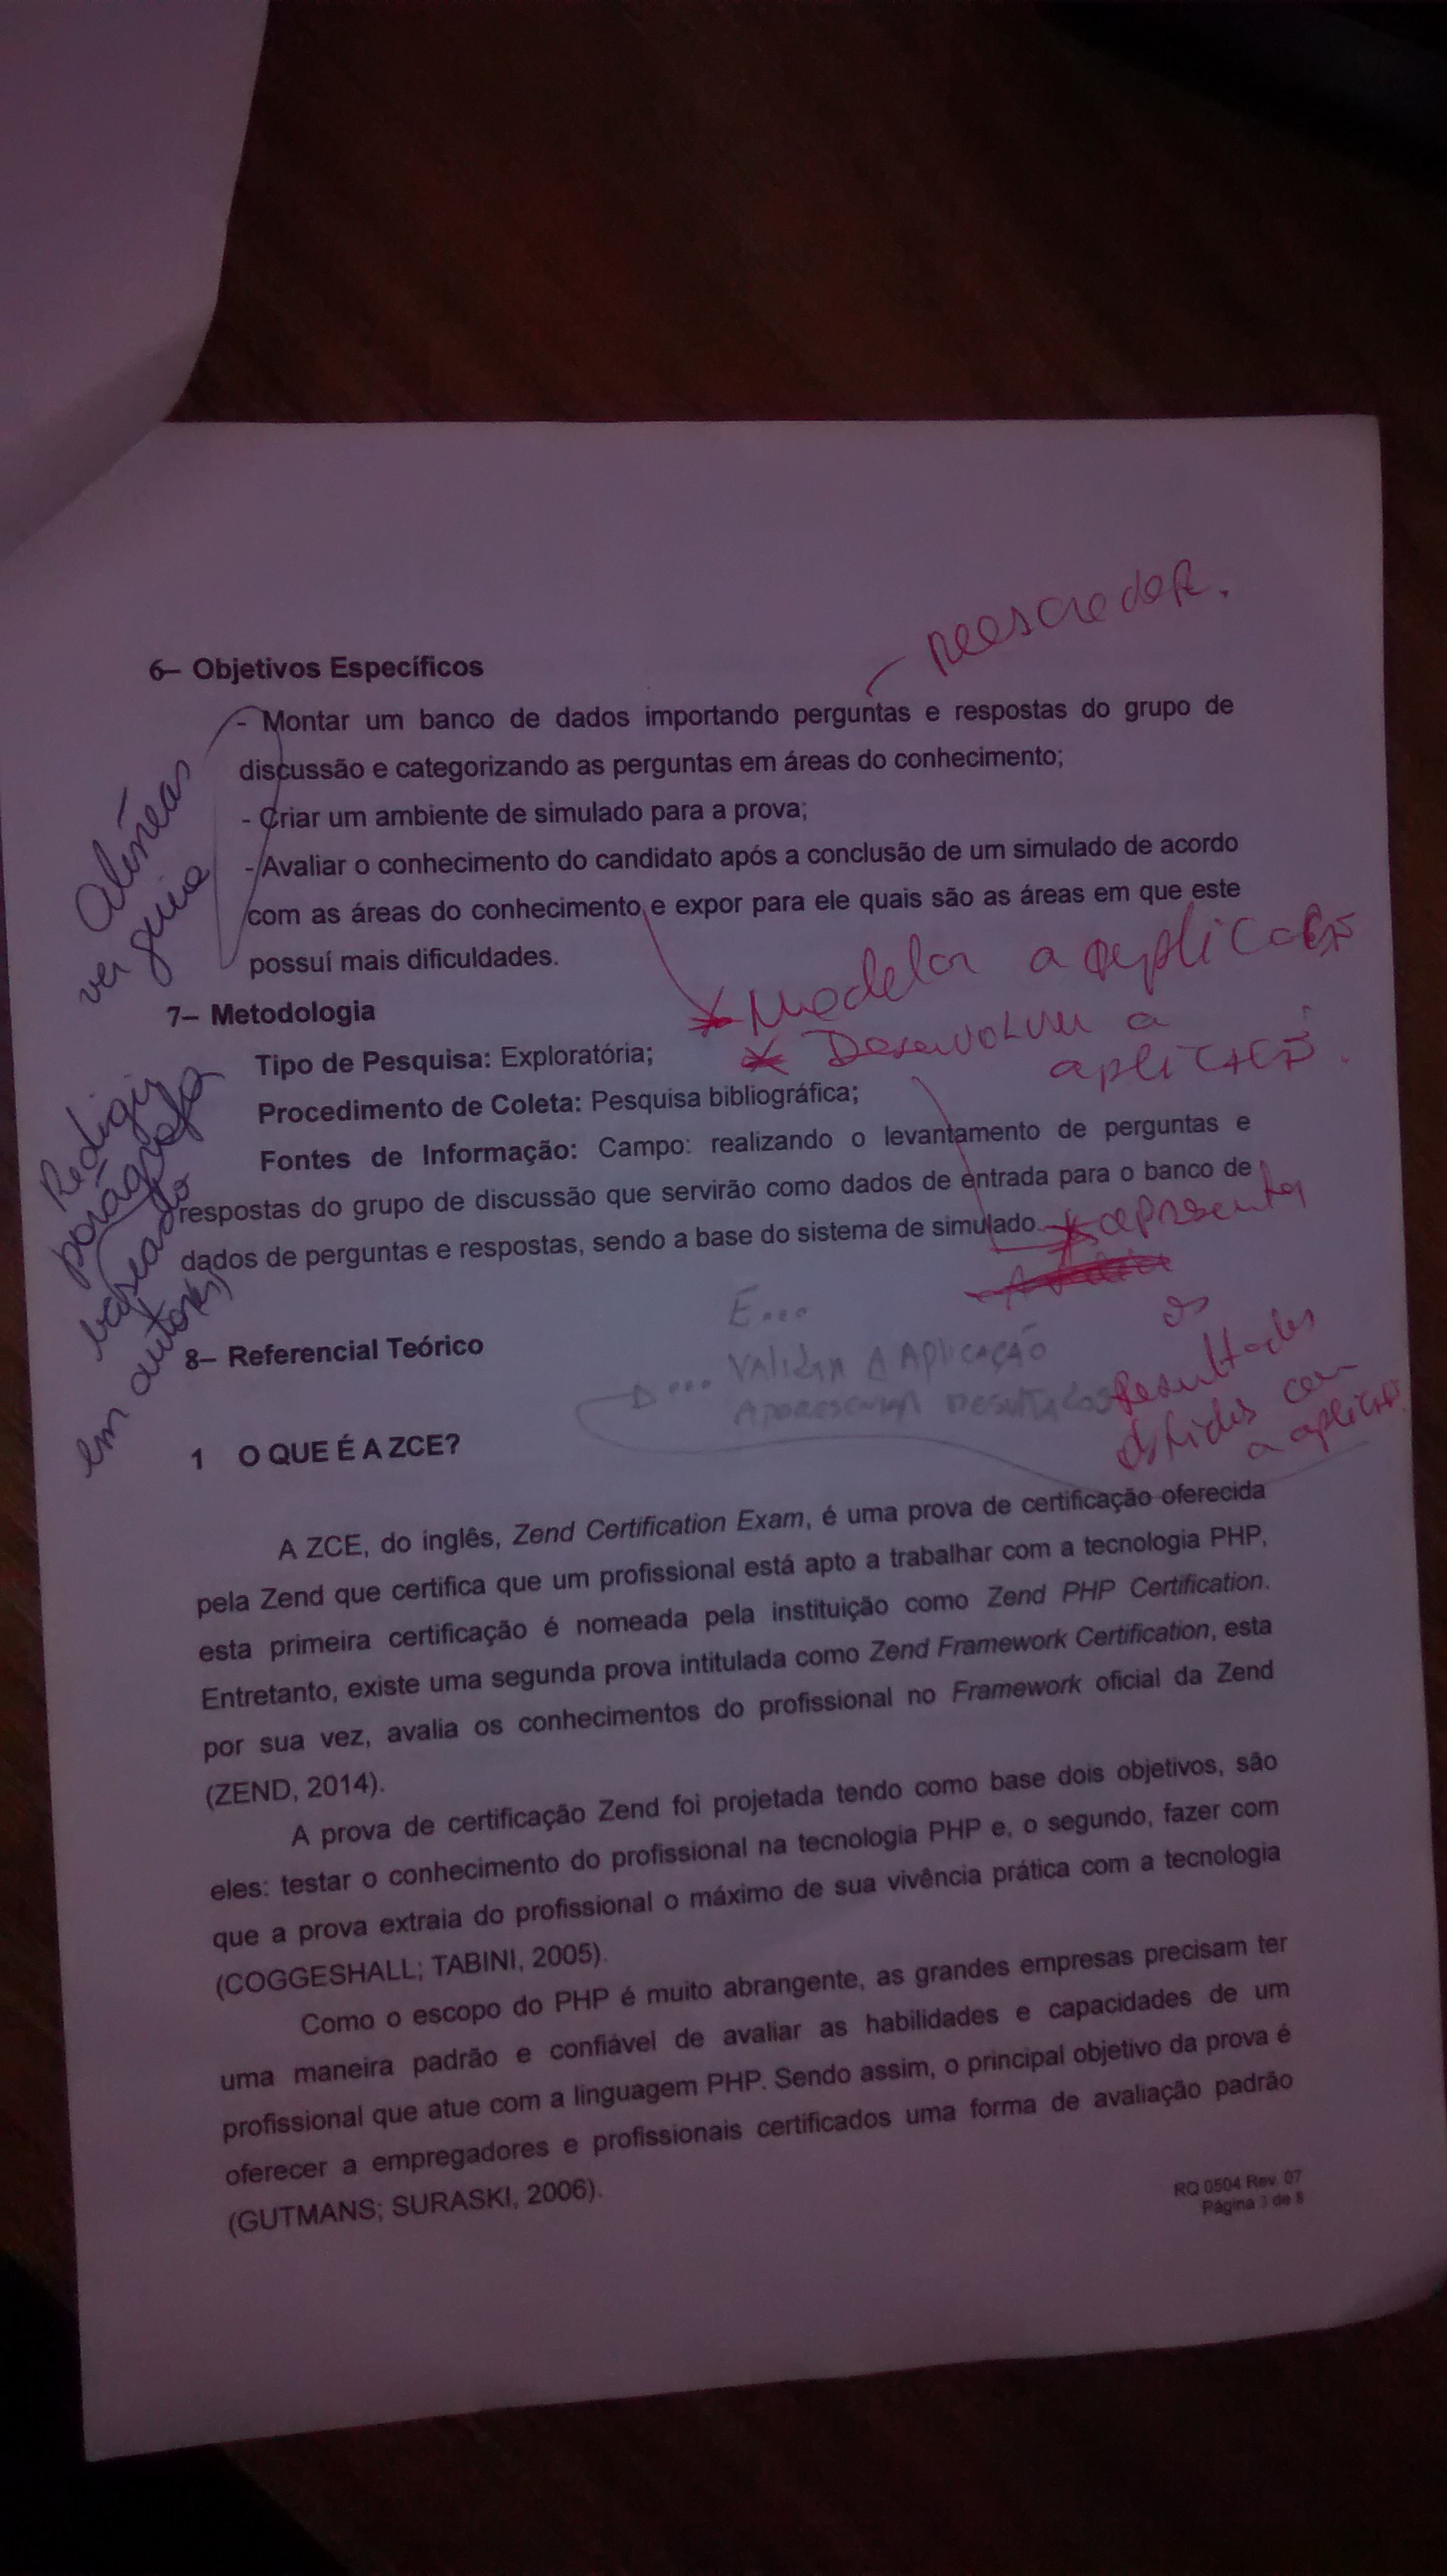 reescrever.
6– Objetivos Específicos
- Montar um banco de dados importando perguntas e respostas do grupo de
discussão e categorizando as perguntas em áreas do conhecimento;
- Criar um ambiente de simulado para a prova;
- Avaliar o conhecimento do candidato após a conclusão de um simulado de acordo
com as áreas do conhecimento e expor para ele quais são as áreas em que este
possuí mais dificuldades.
Alíneas
ver guia
* Modelar a aplicação
* Desenvolver a
aplicação.
7– Metodologia
Tipo de Pesquisa: Exploratória;
Procedimento de Coleta: Pesquisa bibliográfica;
Fontes de Informação: Campo: realizando o levantamento de perguntas e
respostas do grupo de discussão que servirão como dados de entrada para o banco de
dados de perguntas e respostas, sendo a base do sistema de simulado.
Redigir
parágrafo
baseado
em autor(es)
* apresentar
os
Resultados
obtidos com
a aplicação.
E...
... VALIDAR A APLICAÇÃO
APRESENTAR RESULTADOS
8– Referencial Teórico
1 O QUE É A ZCE?
A ZCE, do inglês, Zend Certification Exam, é uma prova de certificação oferecida
pela Zend que certifica que um profissional está apto a trabalhar com a tecnologia PHP,
esta primeira certificação é nomeada pela instituição como Zend PHP Certification.
Entretanto, existe uma segunda prova intitulada como Zend Framework Certification, esta
por sua vez, avalia os conhecimentos do profissional no Framework oficial da Zend
(ZEND, 2014).
A prova de certificação Zend foi projetada tendo como base dois objetivos, são
eles: testar o conhecimento do profissional na tecnologia PHP e, o segundo, fazer com
que a prova extraia do profissional o máximo de sua vivência prática com a tecnologia
(COGGESHALL; TABINI, 2005).
Como o escopo do PHP é muito abrangente, as grandes empresas precisam ter
uma maneira padrão e confiável de avaliar as habilidades e capacidades de um
profissional que atue com a linguagem PHP. Sendo assim, o principal objetivo da prova é
oferecer a empregadores e profissionais certificados uma forma de avaliação padrão
(GUTMANS; SURASKI, 2006).
RQ 0504 Rev. 07
Página 3 de 8